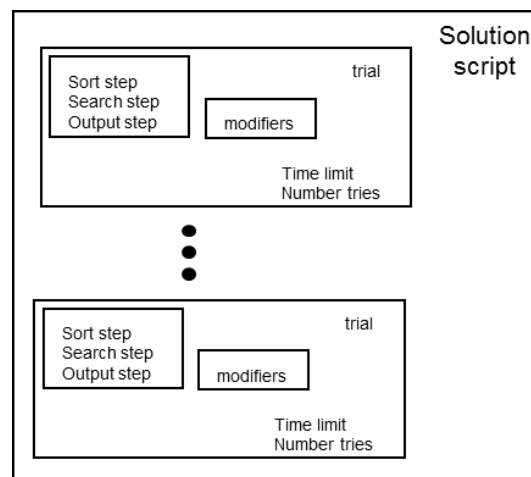 Solution
script
trial
Sort step
Search step
Output step
modifiers
Time limit
Number tries
trial
Sort step
Search step
Output step
modifiers
Time limit
Number tries